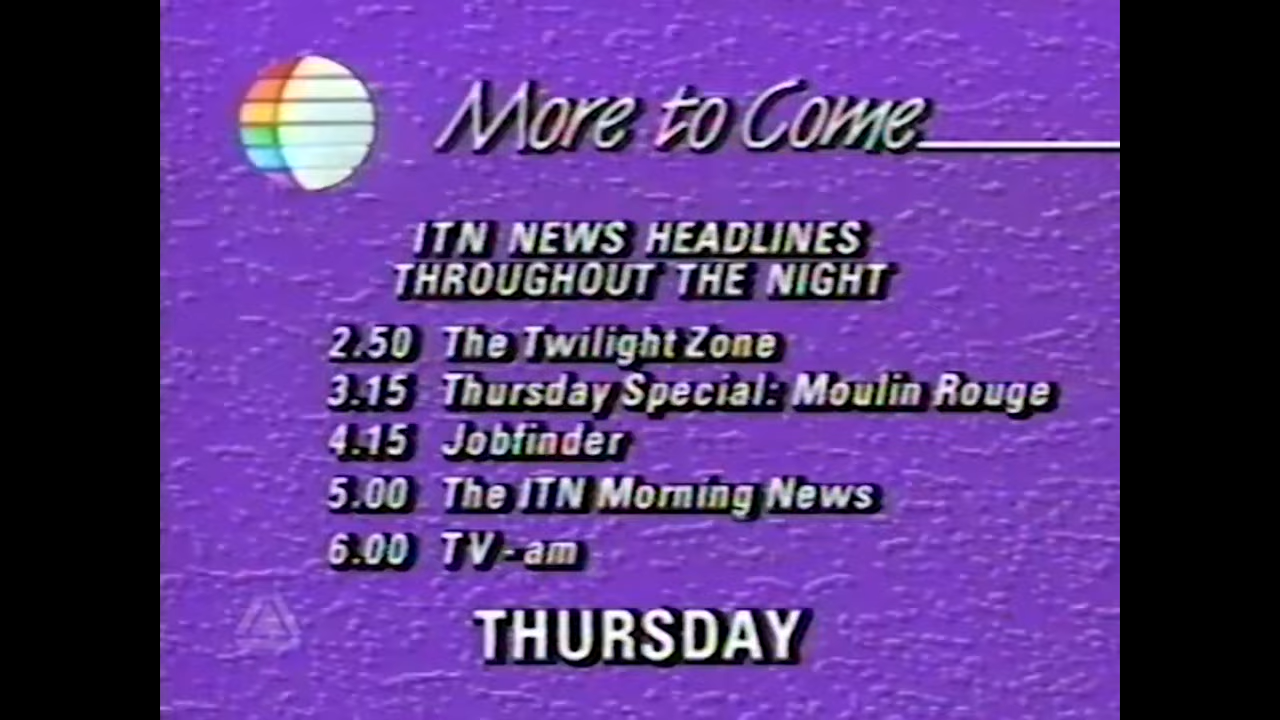 More to Come
ITN NEWS HEADLINES
THROUGHOUT THE NIGHT
2.50 The Twilight Zone
3.15 Thursday Special: Moulin Rouge
4.15 Jobfinder
5.00 The ITN Morning News
6.00 TV-am
THURSDAY